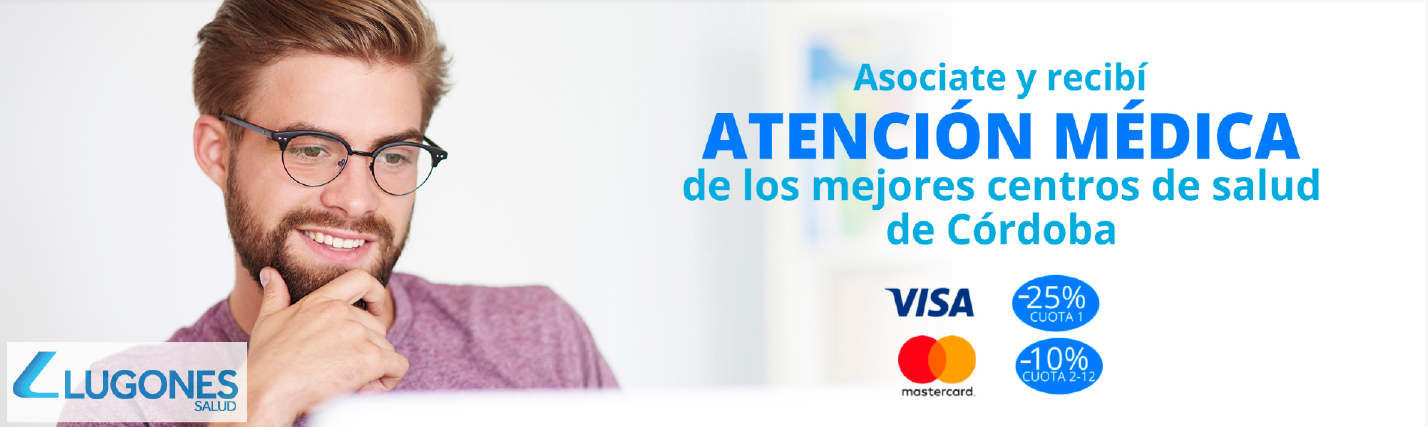 Asociate y recibí
ATENCIÓN MÉDICA
de los mejores centros de salud
de Córdoba
VISA
-25%
CUOTA 1
mastercard.
-10%
CUOTA 2-12
LUGONES
SALUD